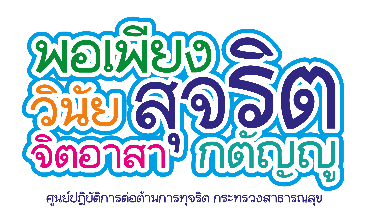 พอเพียง
วินัย สุจริต
จิตอาสา กตัญญู
ศูนย์ปฏิบัติการต่อต้านการทุจริต กระทรวงสาธารณสุข